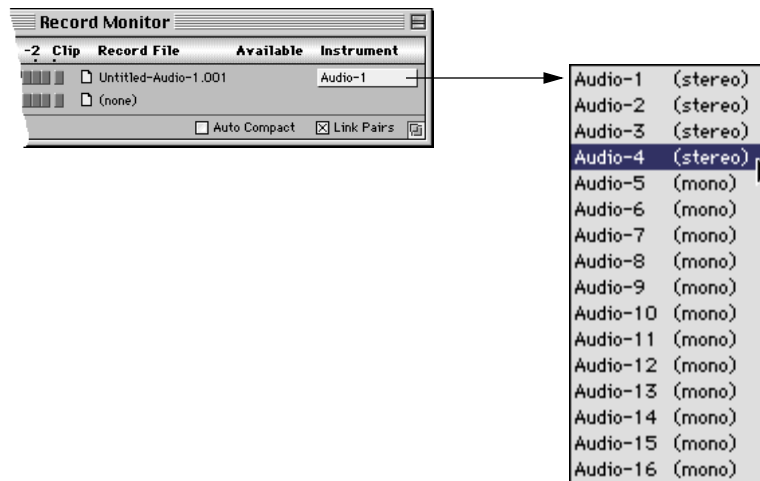 Record Monitor
-2 Clip Record File Available Instrument
Untitled-Audio-1.001 Audio-1
(none)
Auto Compact Link Pairs
Audio-1 (stereo)
Audio-2 (stereo)
Audio-3 (stereo)
Audio-4 (stereo)
Audio-5 (mono)
Audio-6 (mono)
Audio-7 (mono)
Audio-8 (mono)
Audio-9 (mono)
Audio-10 (mono)
Audio-11 (mono)
Audio-12 (mono)
Audio-13 (mono)
Audio-14 (mono)
Audio-15 (mono)
Audio-16 (mono)